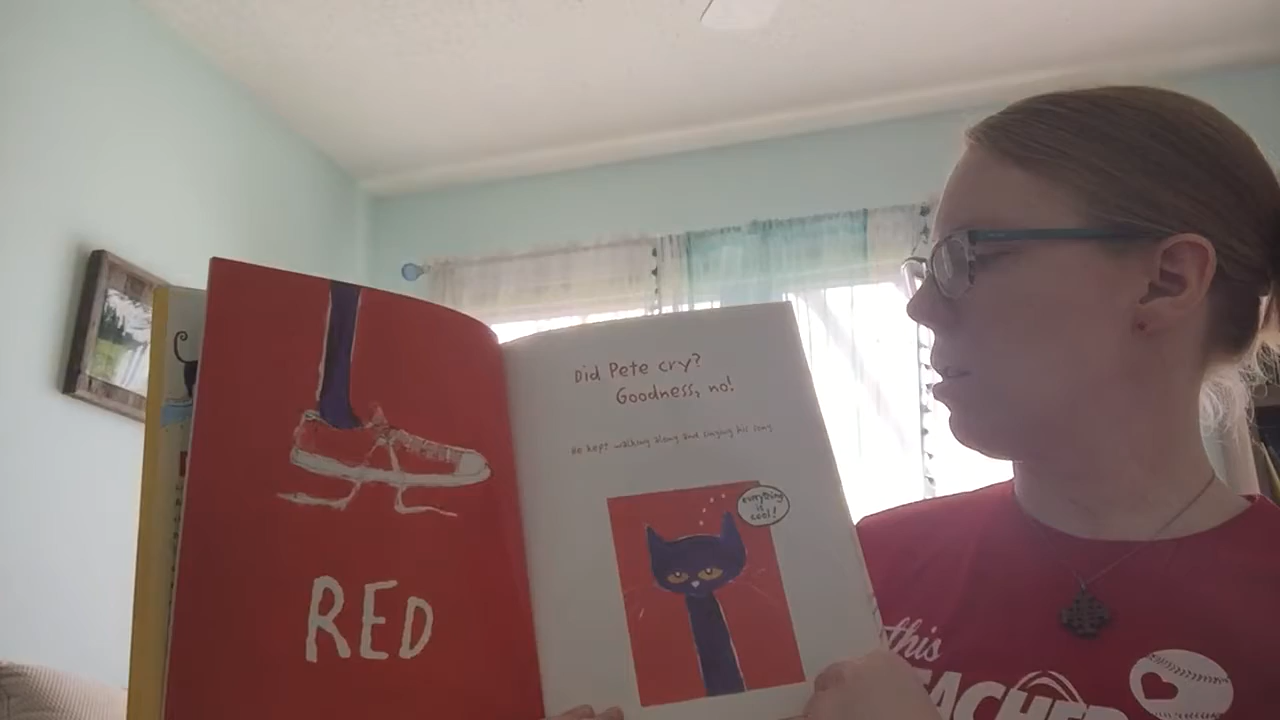 RED
Did Pete cry?
Goodness, no!
He kept walking along and singing his song.
everything
is
cool!
this
TEACHER